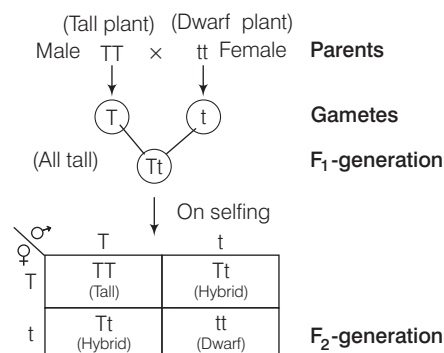 (Tall plant) (Dwarf plant)
Male TT × tt Female Parents
T t Gametes
(All tall) Tt F₁-generation
On selfing
♂ T t
♀
T TT Tt
(Tall) (Hybrid)
t Tt tt F₂-generation
(Hybrid) (Dwarf)